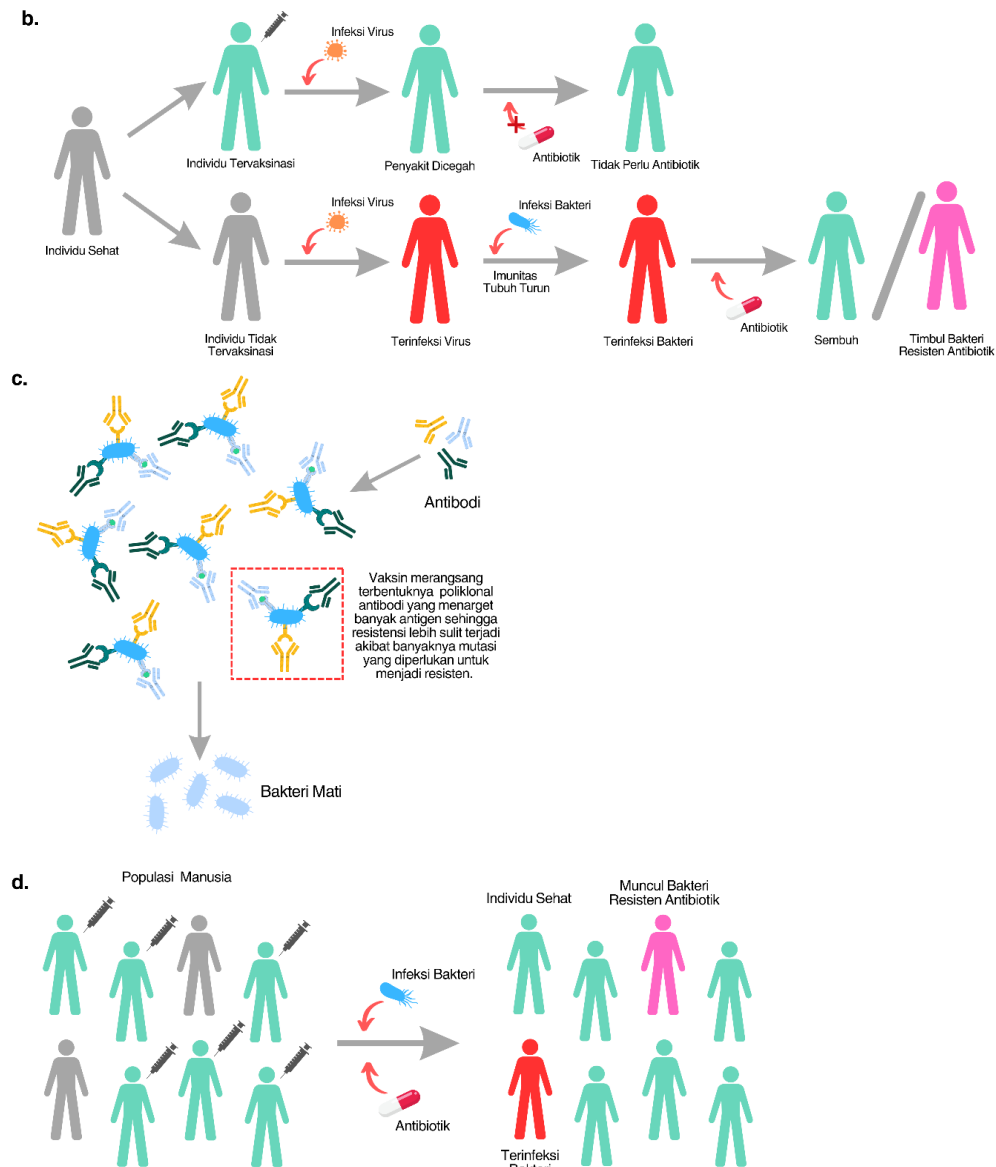 b.
Infeksi Virus
Individu Tervaksinasi
Penyakit Dicegah
Antibiotik
Tidak Perlu Antibiotik
Individu Sehat
Infeksi Virus
Infeksi Bakteri
Imunitas
Tubuh Turun
Antibiotik
Individu Tidak
Tervaksinasi
Terinfeksi Virus
Terinfeksi Bakteri
Sembuh
Timbul Bakteri
Resisten Antibiotik
c.
Antibodi
Vaksin merangsang
terbentuknya poliklonal
antibodi yang menarget
banyak antigen sehingga
resistensi lebih sulit terjadi
akibat banyaknya mutasi
yang diperlukan untuk
menjadi resisten.
Bakteri Mati
d.
Populasi Manusia
Individu Sehat
Muncul Bakteri
Resisten Antibiotik
Infeksi Bakteri
Antibiotik
Terinfeksi